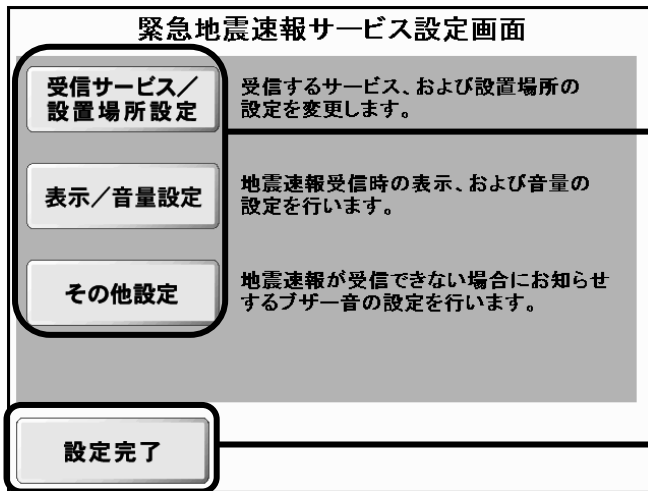 緊急地震速報サービス設定画面
受信サービス／
設置場所設定
受信するサービス、および設置場所の
設定を変更します。
表示／音量設定
地震速報受信時の表示、および音量の
設定を行います。
その他設定
地震速報が受信できない場合にお知らせ
するブザー音の設定を行います。
設定完了